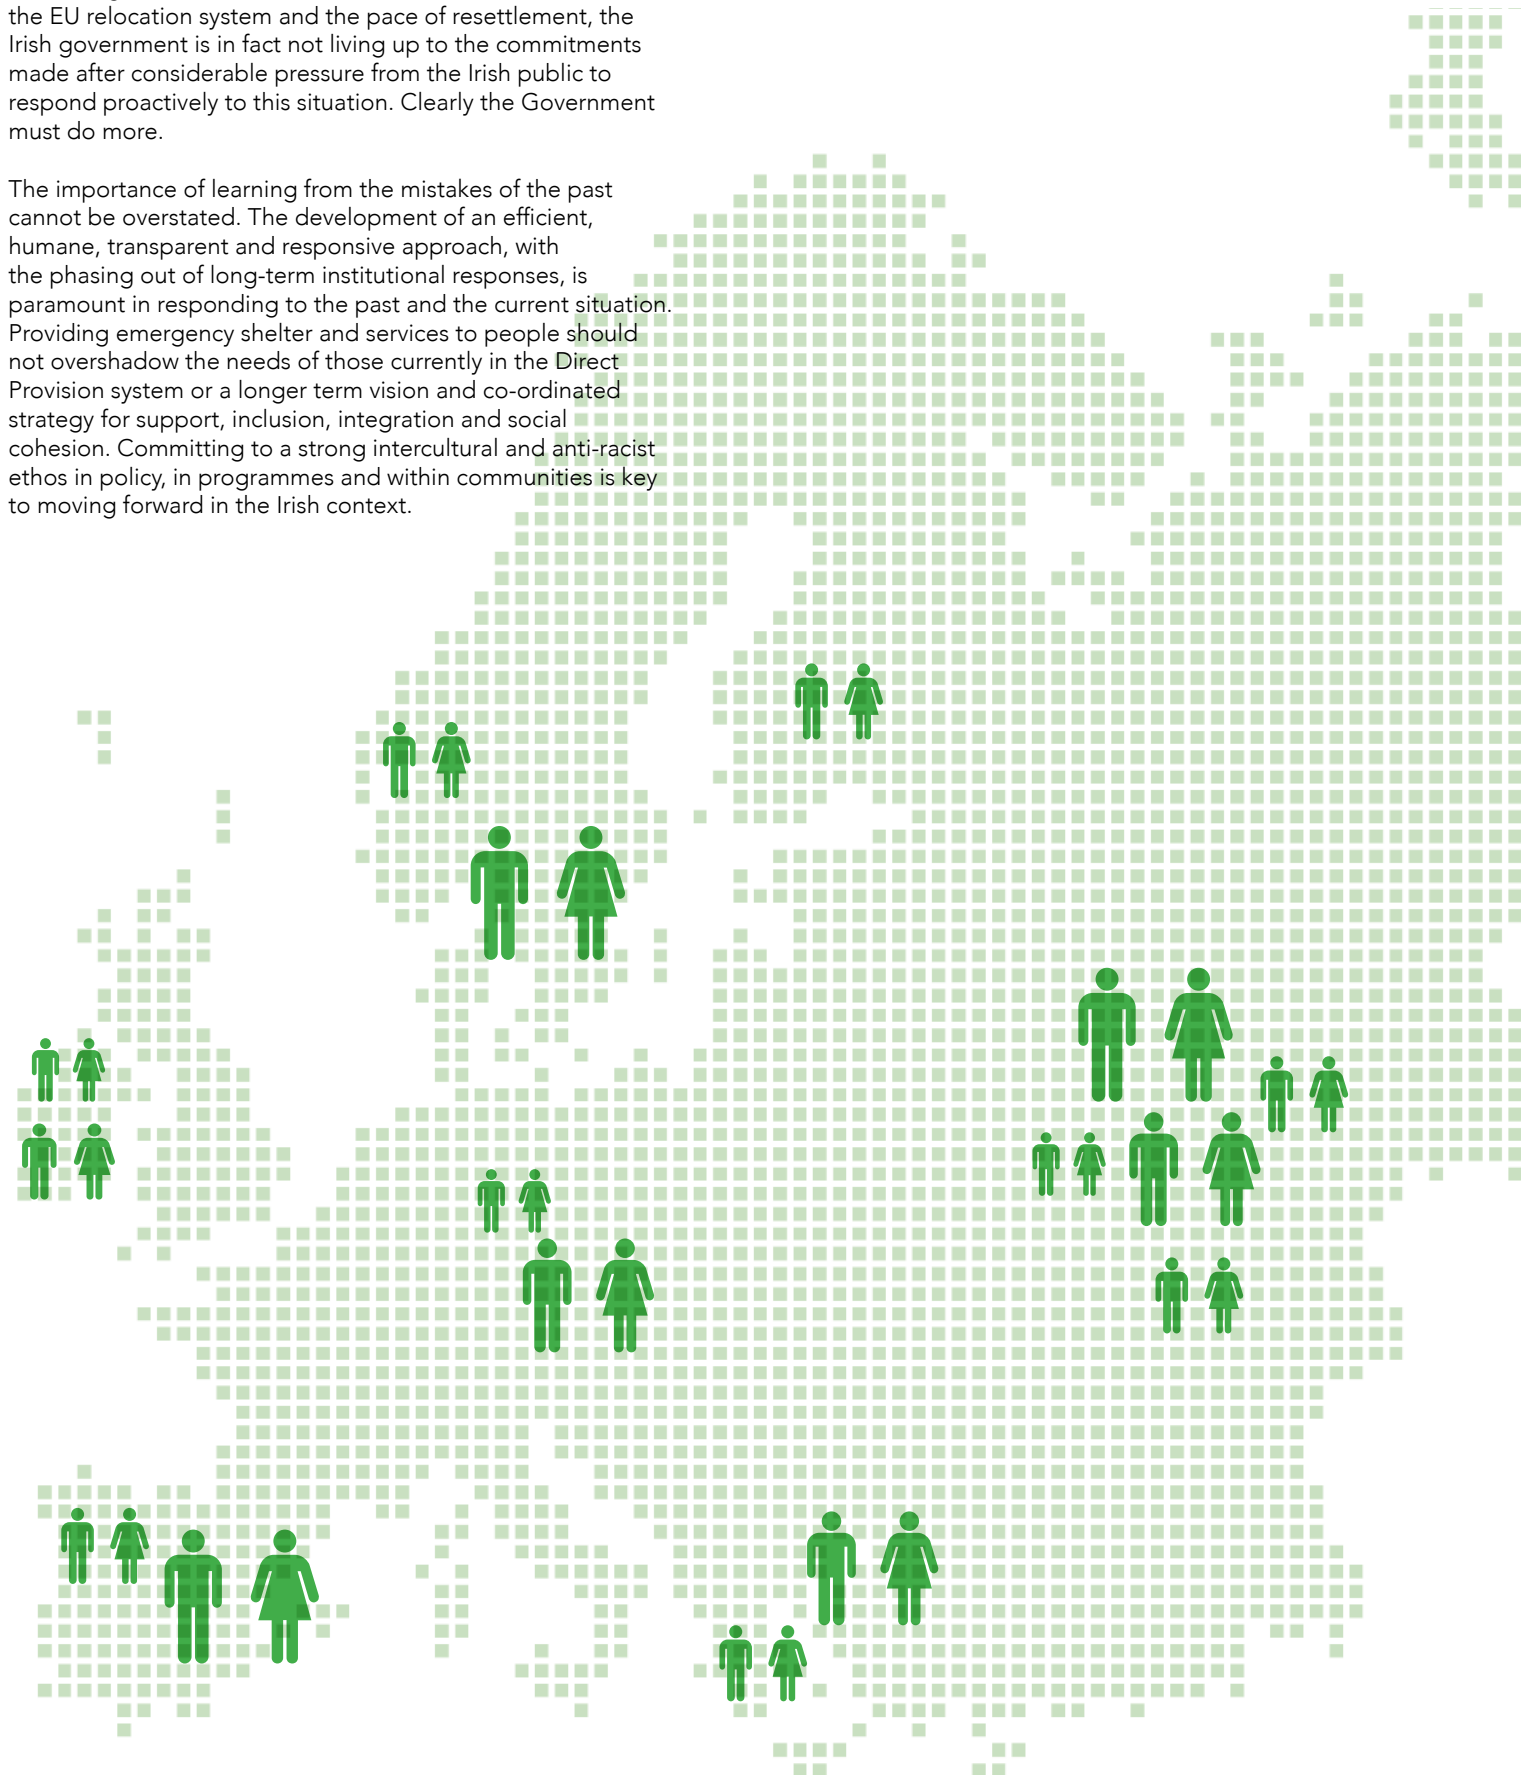 the EU relocation system and the pace of resettlement, the
Irish government is in fact not living up to the commitments
made after considerable pressure from the Irish public to
respond proactively to this situation. Clearly the Government
must do more.
The importance of learning from the mistakes of the past
cannot be overstated. The development of an efficient,
humane, transparent and responsive approach, with
the phasing out of long-term institutional responses, is
paramount in responding to the past and the current situation.
Providing emergency shelter and services to people should
not overshadow the needs of those currently in the Direct
Provision system or a longer term vision and co-ordinated
strategy for support, inclusion, integration and social
cohesion. Committing to a strong intercultural and anti-racist
ethos in policy, in programmes and within communities is key
to moving forward in the Irish context.